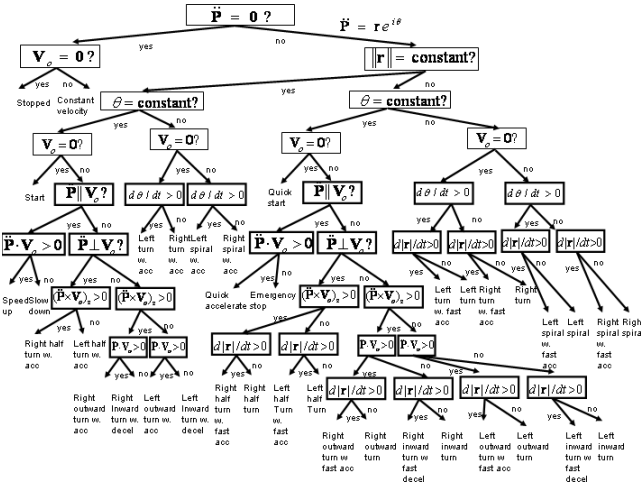 P̈ = 0 ?
P̈ = r e^{iθ}
yes
no
V_o = 0 ?
‖r‖ = constant?
yes
no
yes
no
Stopped
Constant
velocity
θ = constant?
θ = constant?
yes
no
yes
no
V_o = 0?
V_o = 0?
V_o = 0?
V_o = 0?
yes
no
yes
no
yes
no
yes
no
Start
P̈ ‖ V_o ?
d θ / dt > 0
d θ / dt > 0
Quick
start
P̈ ‖ V_o ?
d θ / dt > 0
d θ / dt > 0
yes
no
yes
no
yes
no
yes
no
yes
no
yes
no
P̈ · V_o > 0
P̈ ⊥ V_o ?
Left
turn
w.
acc
Right
turn
w.
acc
Left
spiral
w.
acc
Right
spiral
w.
acc
P̈ · V_o > 0
P̈ ⊥ V_o ?
d|r|/dt>0
d|r|/dt>0
d|r|/dt>0
d|r|/dt>0
yes
no
yes
no
yes
no
yes
no
yes
no
yes
no
yes
no
yes
no
Speed
up
Slow
down
(P̈×V_o)_z >0
(P̈×V_o)_z >0
Quick
accelerate
Emergency
stop
(P̈×V_o)_z >0
(P̈×V_o)_z >0
Left
turn
w. fast
acc
Left
turn
Right
turn
w. fast
acc
Right
turn
Left
spiral
w.
fast
acc
Left
spiral
Right
spiral
w.
fast
acc
Righ
spira
yes
no
yes
no
yes
no
yes
no
Right half
turn w.
acc
Left half
turn w.
acc
P·V_o>0
P·V_o>0
d|r|/dt>0
d|r|/dt>0
P·V_o>0
P·V_o>0
yes
no
yes
no
yes
no
yes
no
yes
no
yes
no
Right
outward
turn w.
acc
Right
Inward
turn w.
decel
Left
outward
turn w.
acc
Left
Inward
turn w.
decel
Right
half
turn
w.
fast
acc
Right
half
turn
Left
half
Turn
w.
fast
acc
Left
half
Turn
d|r|/dt>0
d|r|/dt>0
d|r|/dt>0
d|r|/dt>0
yes
no
yes
no
yes
no
yes
no
Right
outward
turn w
fast acc
Right
outward
turn
Right
inward
turn w
fast
decel
Right
inward
turn
Left
outward
turn w
fast acc
Left
outward
turn
Left
inward
turn w
fast
decel
Left
inward
turn